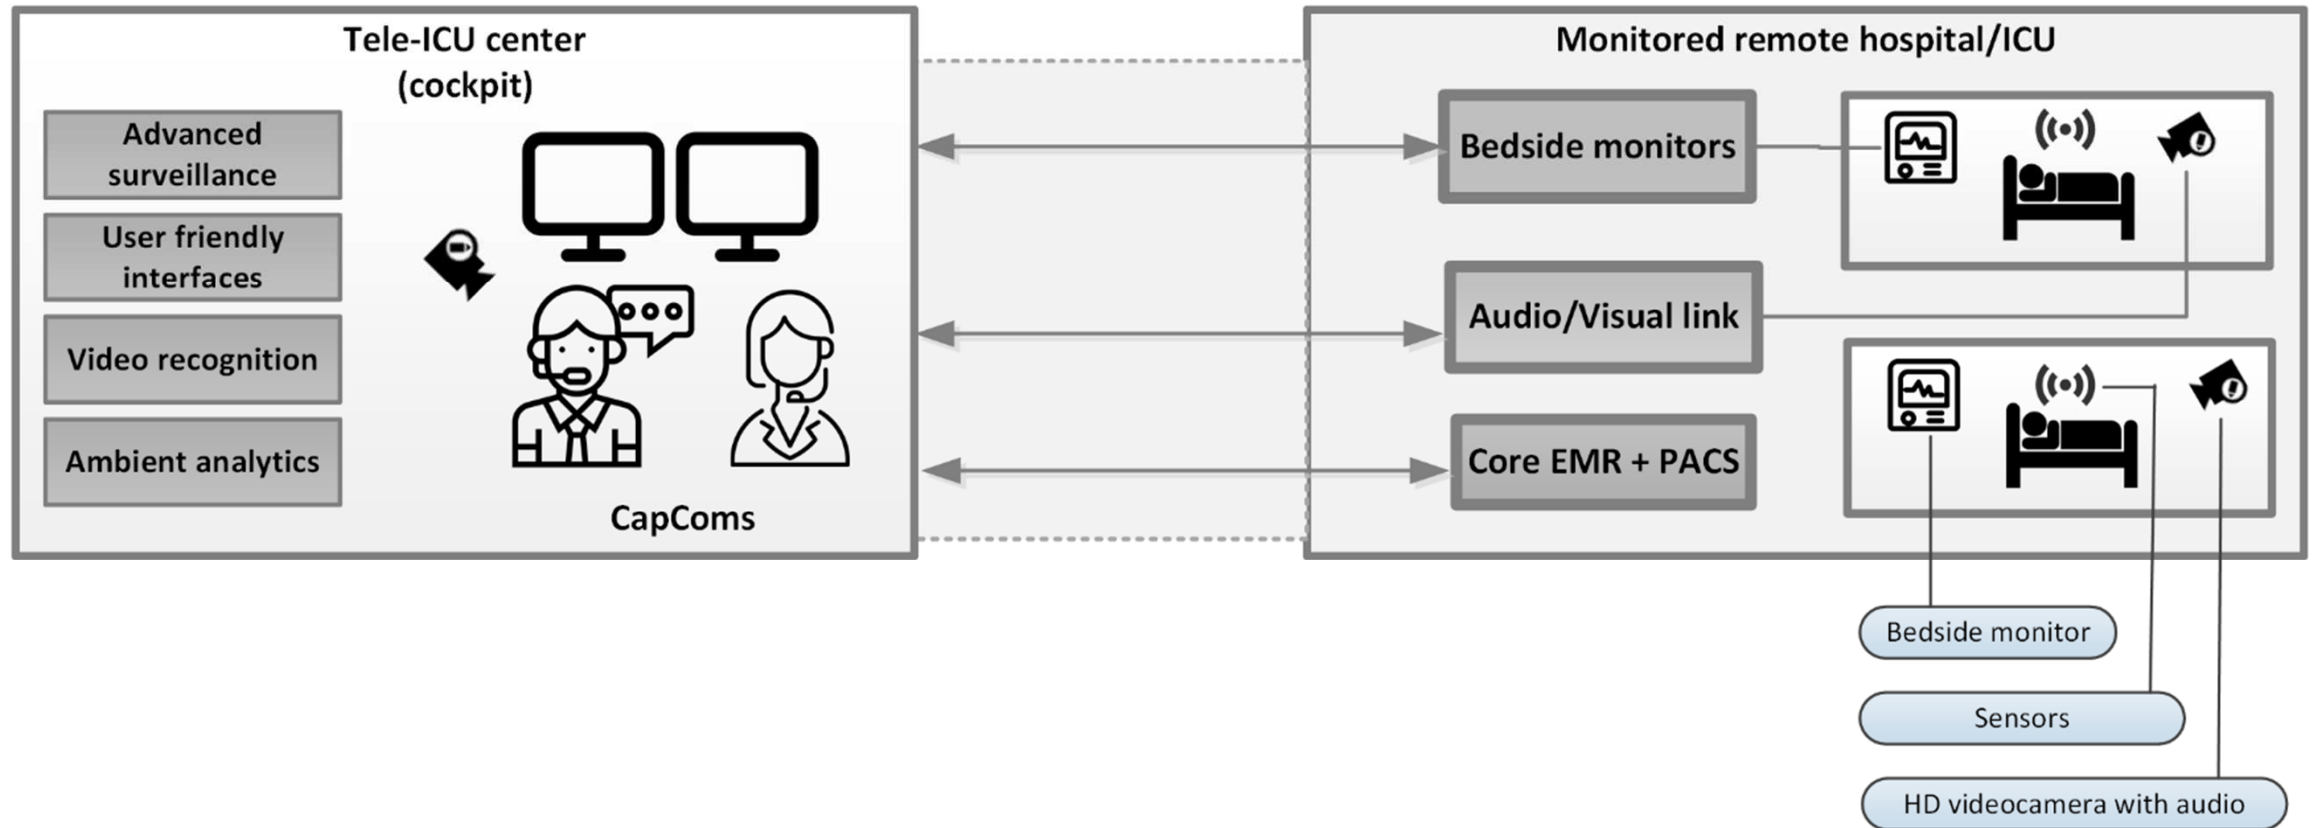 Tele-ICU center
(cockpit)
Advanced
surveillance
User friendly
interfaces
Video recognition
Ambient analytics
CapComs
Monitored remote hospital/ICU
Bedside monitors
Audio/Visual link
Core EMR + PACS
Bedside monitor
Sensors
HD videocamera with audio